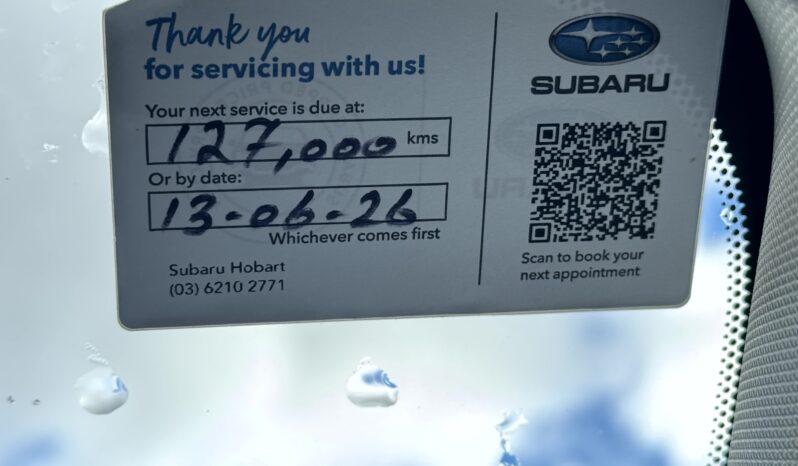 Thank you
for servicing with us!
Your next service is due at:
127,000 kms
Or by date:
13-06-26
Whichever comes first
Subaru Hobart
(03) 6210 2771
SUBARU
Scan to book your
next appointment